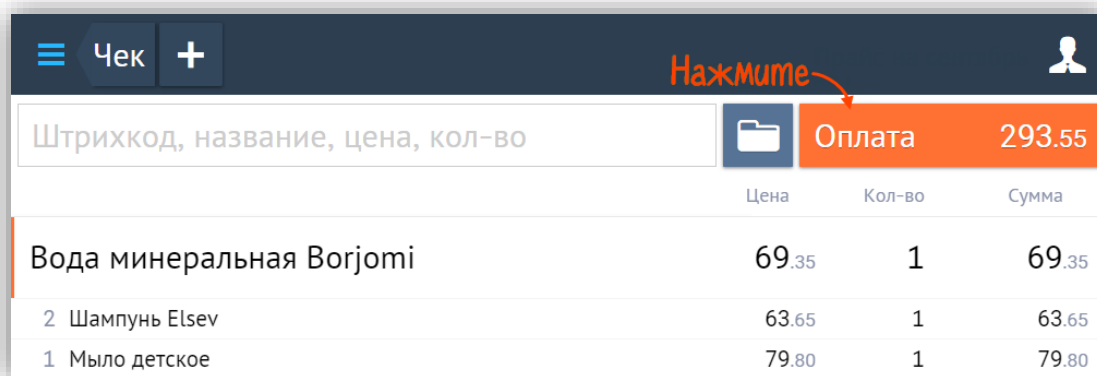 Чек +
Нажмите
Штрихкод, название, цена, кол-во Оплата 293.55
Цена Кол-во Сумма
Вода минеральная Borjomi 69.35 1 69.35
2 Шампунь Elsev 63.65 1 63.65
1 Мыло детское 79.80 1 79.80